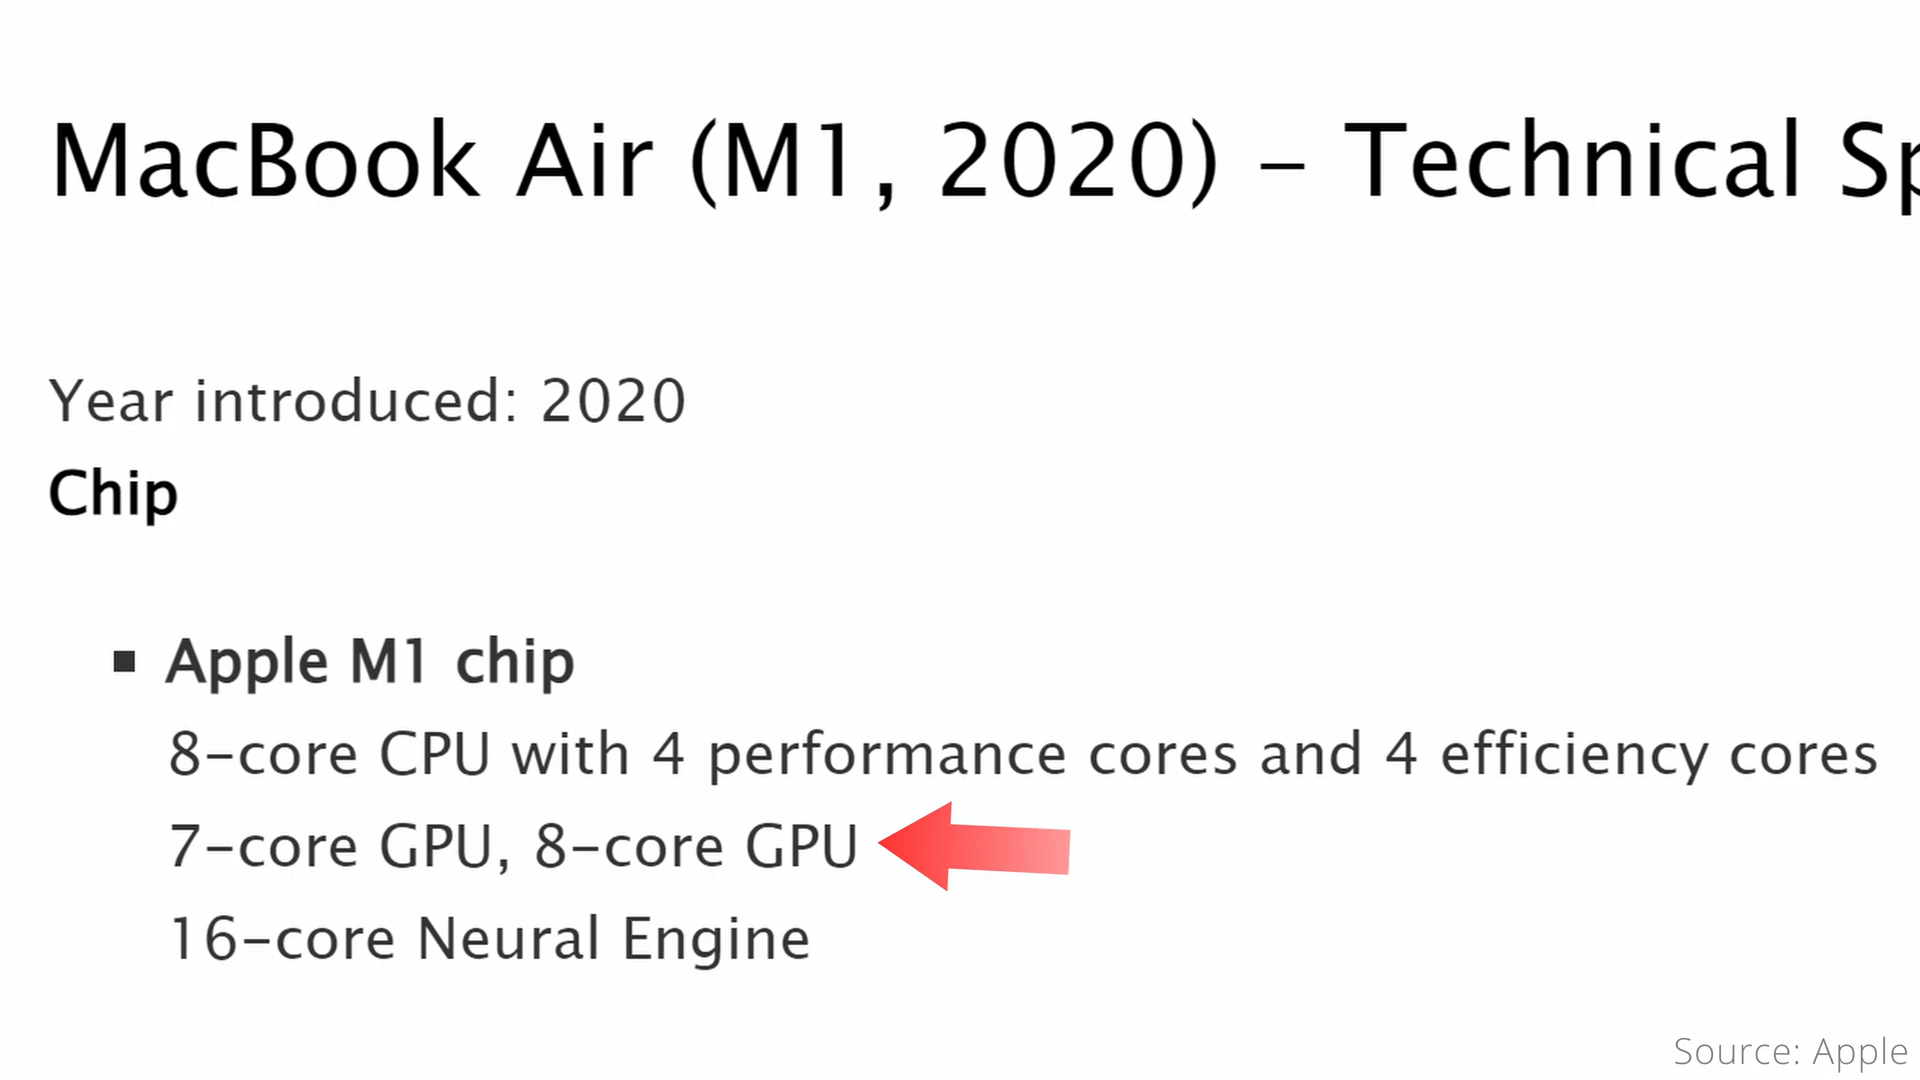 MacBook Air (M1, 2020) - Technical Sp
Year introduced: 2020
Chip
▪ Apple M1 chip
8-core CPU with 4 performance cores and 4 efficiency cores
7-core GPU, 8-core GPU
16-core Neural Engine
Source: Apple